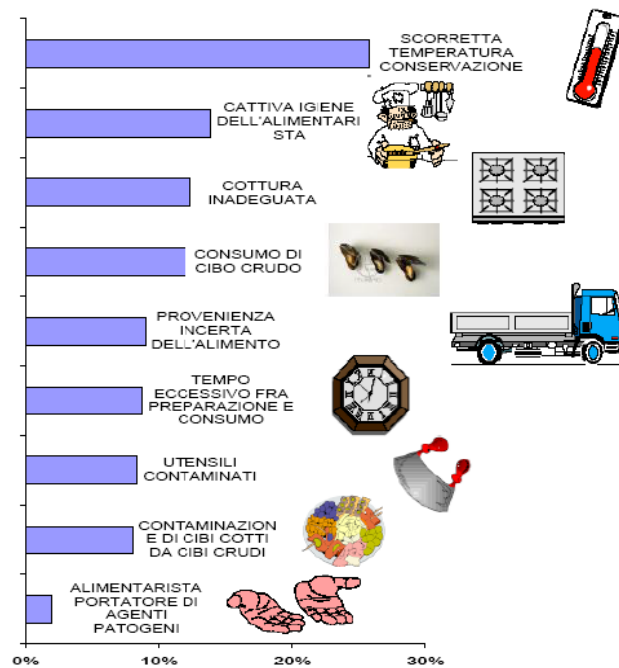 SCORRETTA
TEMPERATURA
CONSERVAZIONE
CATTIVA IGIENE
DELL'ALIMENTARI
STA
COTTURA
INADEGUATA
CONSUMO DI
CIBO CRUDO
PROVENIENZA
INCERTA
DELL'ALIMENTO
TEMPO
ECCESSIVO FRA
PREPARAZIONE E
CONSUMO
UTENSILI
CONTAMINATI
CONTAMINAZION
E DI CIBI COTTI
DA CIBI CRUDI
ALIMENTARISTA
PORTATORE DI
AGENTI
PATOGENI
0% 10% 20% 30%